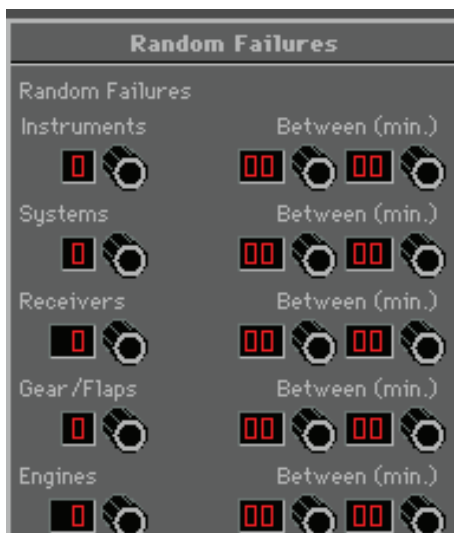 Random Failures
Random Failures
Instruments Between (min.)
0 00 00
Systems Between (min.)
0 00 00
Receivers Between (min.)
0 00 00
Gear/Flaps Between (min.)
0 00 00
Engines Between (min.)
0 00 00